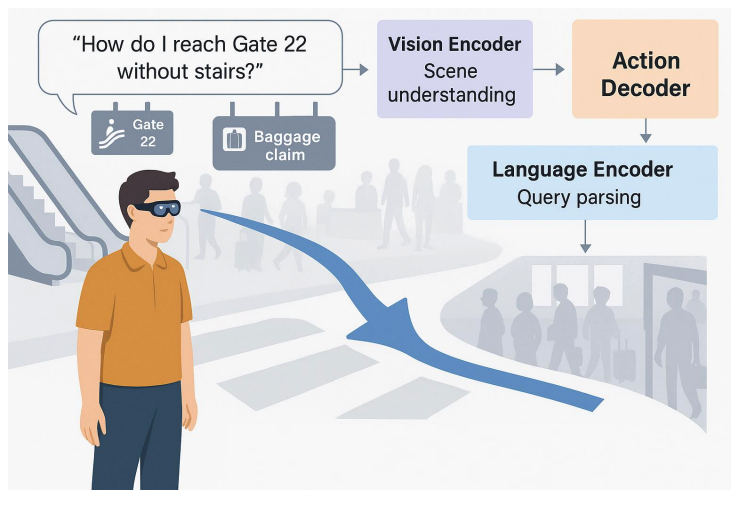 “How do I reach Gate 22
without stairs?”
Vision Encoder
Scene
understanding
Action
Decoder
Gate
22
Baggage
claim
Language Encoder
Query parsing